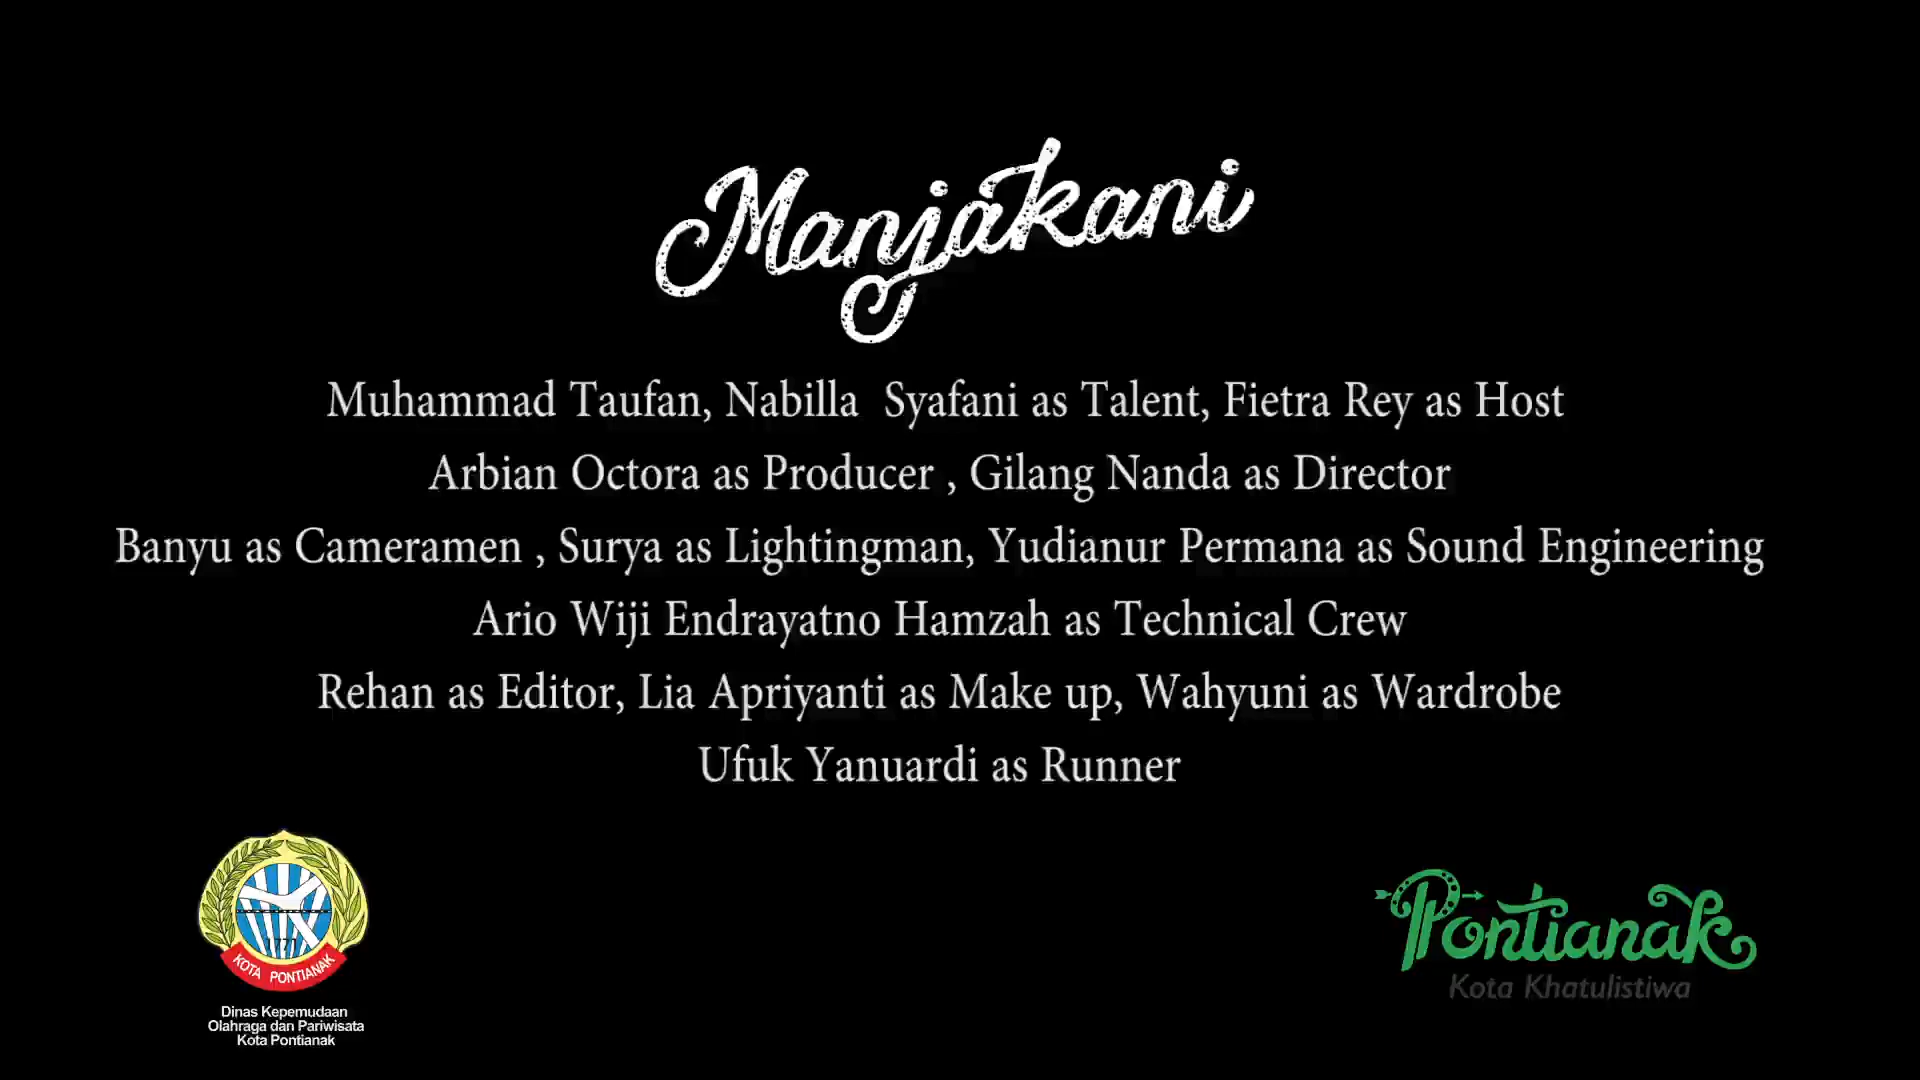 Manjakani
Muhammad Taufan, Nabilla  Syafani as Talent, Fietra Rey as Host
Arbian Octora as Producer , Gilang Nanda as Director
Banyu as Cameramen , Surya as Lightingman, Yudianur Permana as Sound Engineering
Ario Wiji Endrayatno Hamzah as Technical Crew
Rehan as Editor, Lia Apriyanti as Make up, Wahyuni as Wardrobe
Ufuk Yanuardi as Runner
1771
KOTA PONTIANAK
Dinas Kepemudaan
Olahraga dan Pariwisata
Kota Pontianak
Pontianak
Kota Khatulistiwa